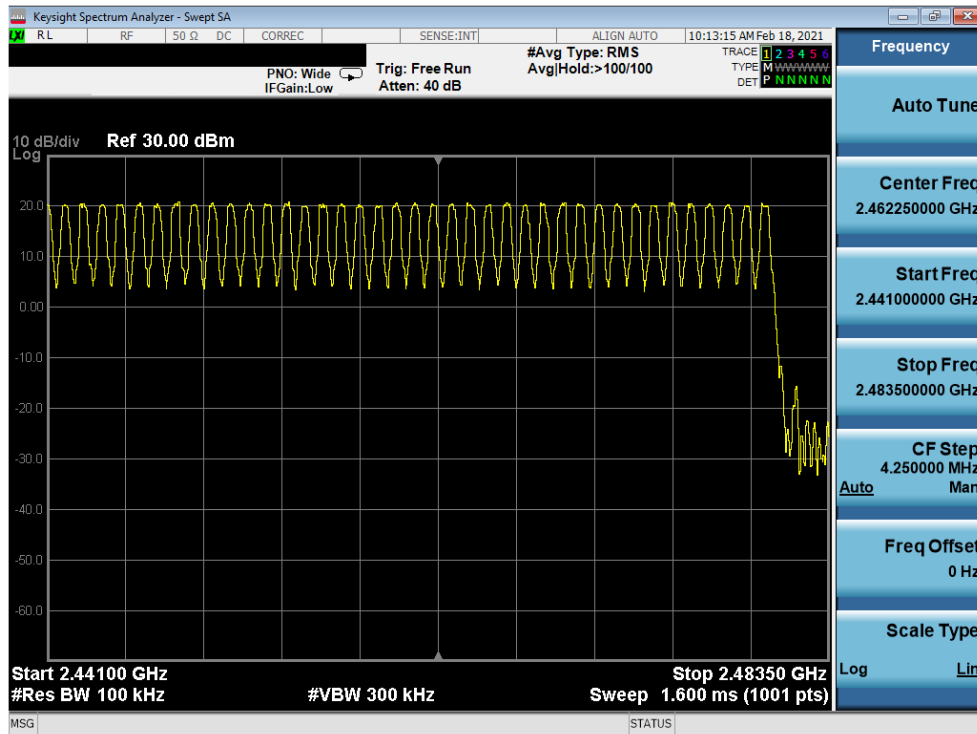 Keysight Spectrum Analyzer - Swept SA
LXI RL RF 50 Ω DC CORREC SENSE:INT ALIGN AUTO 10:13:15 AM Feb 18, 2021
#Avg Type: RMS TRACE 1 2 3 4 5 6
PNO: Wide Trig: Free Run Avg|Hold:>100/100 TYPE M W W W W W
IFGain:Low Atten: 40 dB DET P N N N N N
10 dB/div Ref 30.00 dBm
Log
20.0
10.0
0.00
-10.0
-20.0
-30.0
-40.0
-50.0
-60.0
Start 2.44100 GHz Stop 2.48350 GHz
#Res BW 100 kHz #VBW 300 kHz Sweep 1.600 ms (1001 pts)
MSG STATUS
Frequency
Auto Tune
Center Freq
2.462250000 GHz
Start Freq
2.441000000 GHz
Stop Freq
2.483500000 GHz
CF Step
4.250000 MHz
Auto Man
Freq Offset
0 Hz
Scale Type
Log Lin